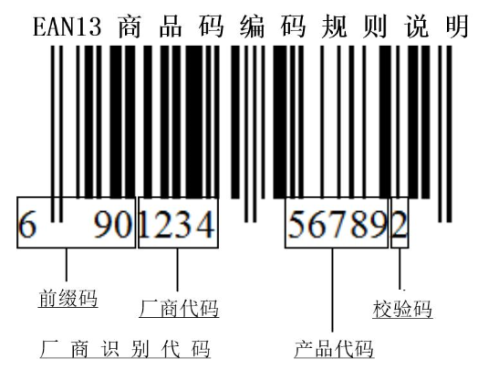 EAN13 商品码编码规则说明
6 901234 567892
前缀码 厂商代码 校验码
厂商识别代码 产品代码